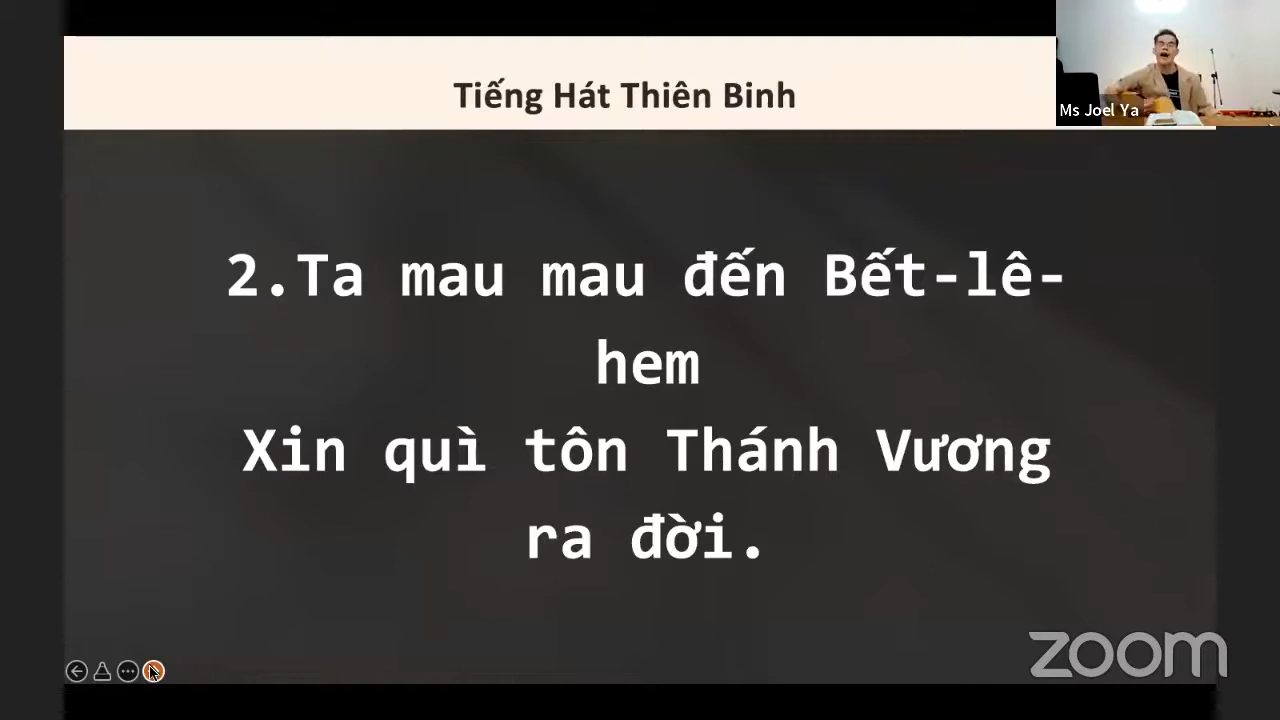 Tiếng Hát Thiên Binh
Ms Joel Ya
2.Ta mau mau đến Bết-lê-
hem
Xin quì tôn Thánh Vương
ra đời.
zoom